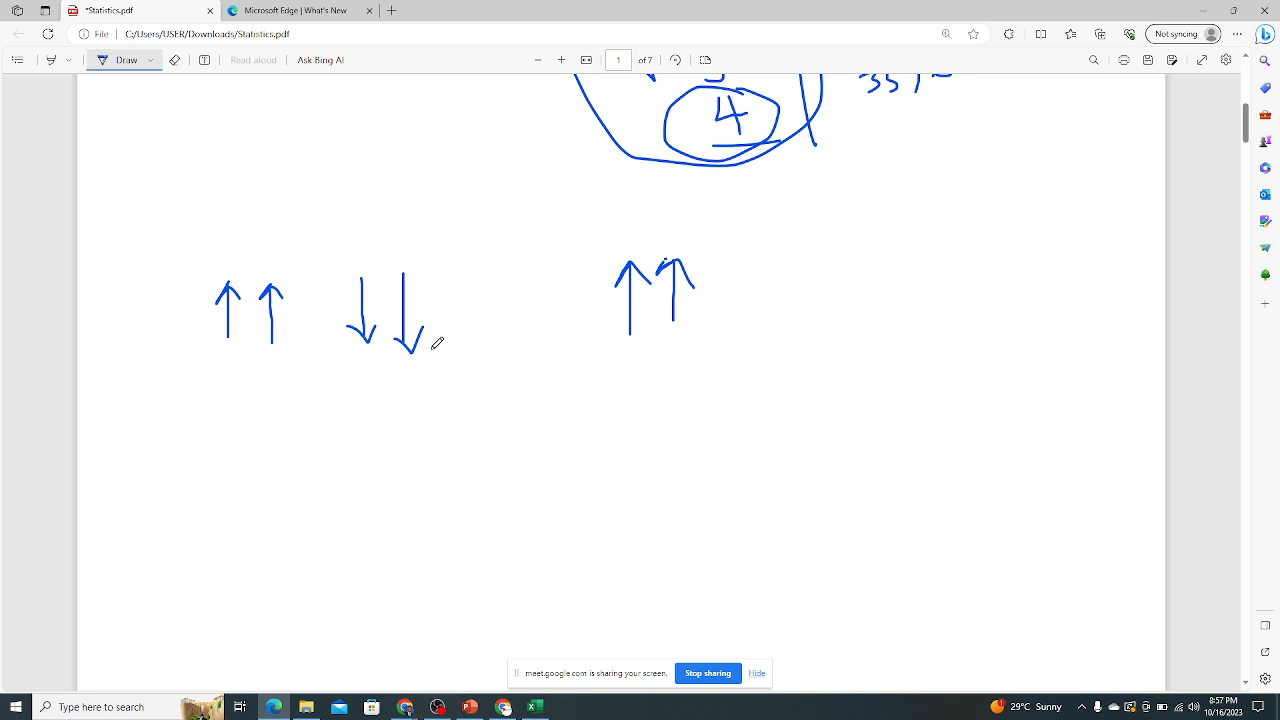 *Statistics.pdf
Microsoft Edge | What's New
File
C:/Users/USER/Downloads/Statistics.pdf
Not syncing
Draw
Read aloud
Ask Bing AI
1
of 7
4
meet.google.com is sharing your screen.
Stop sharing
Hide
Type here to search
29°C Sunny
8:57 PM
10/16/2023